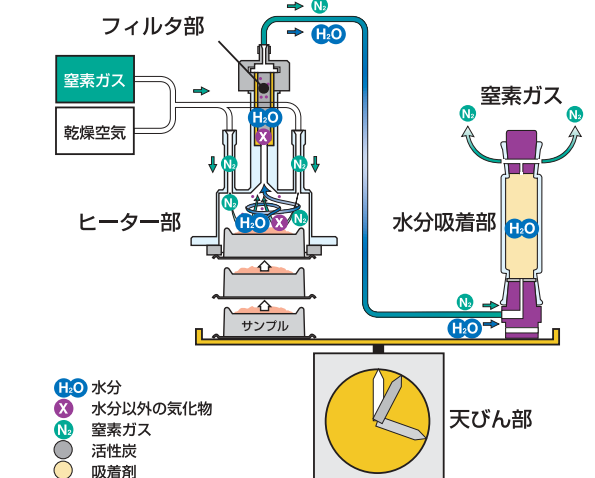 N₂
フィルタ部
H₂O
窒素ガス
乾燥空気
窒素ガス
N₂
N₂
H₂O
X
N₂
N₂
N₂
N₂
ヒーター部
H₂O
X
水分吸着部
H₂O
サンプル
N₂
H₂O
H₂O 水分
X 水分以外の気化物
N₂ 窒素ガス
活性炭
吸着剤
天びん部